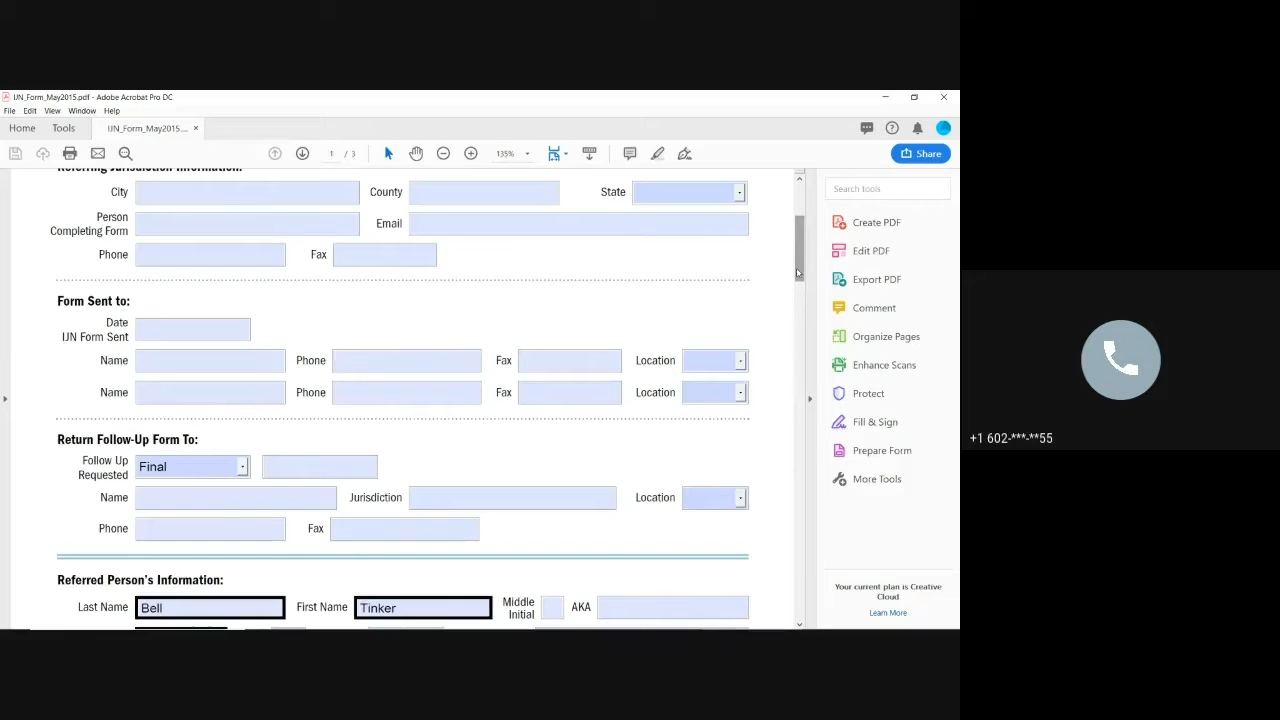 IJN_Form_May2015.pdf - Adobe Acrobat Pro DC
File Edit View Window Help
Home Tools IJN_Form_May2015.... ×
1 / 3 135% Share
Referring Jurisdiction Information:
City County State
Person Completing Form Email
Phone Fax
Form Sent to:
Date IJN Form Sent
Name Phone Fax Location
Name Phone Fax Location
Return Follow-Up Form To:
Follow Up Requested Final
Name Jurisdiction Location
Phone Fax
Referred Person's Information:
Last Name Bell First Name Tinker Middle Initial AKA
Search tools
Create PDF
Edit PDF
Export PDF
Comment
Organize Pages
Enhance Scans
Protect
Fill & Sign
Prepare Form
More Tools
Your current plan is Creative
Cloud
Learn More
+1 602-***-**55